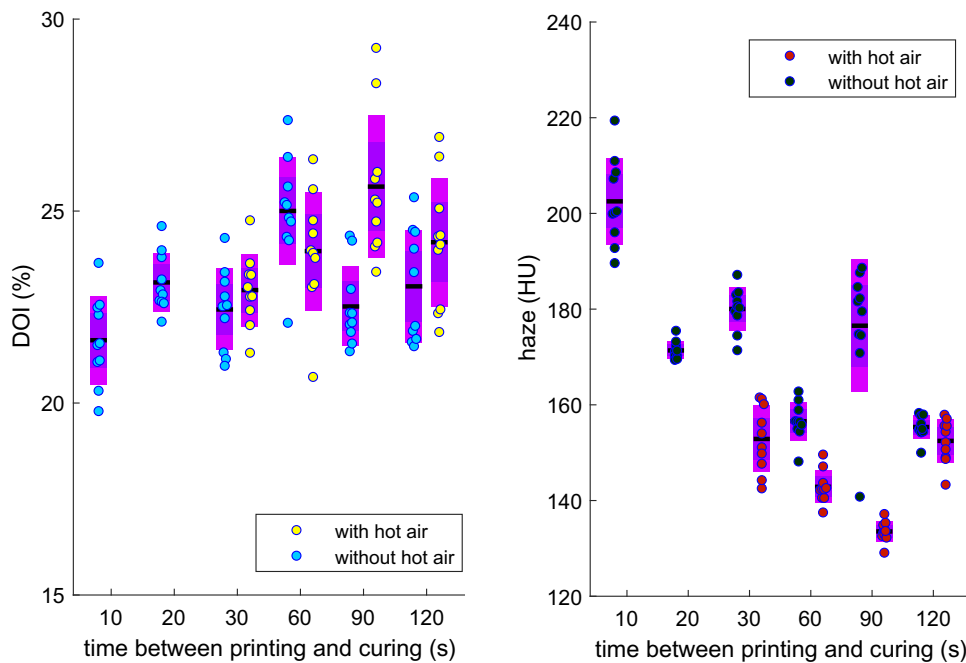 30
25
20
15
DOI (%)
with hot air
without hot air
10 20 30 60 90 120
time between printing and curing (s)
240
220
200
180
160
140
120
haze (HU)
with hot air
without hot air
10 20 30 60 90 120
time between printing and curing (s)